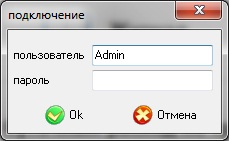 подключение
пользователь Admin
пароль
Ok Отмена